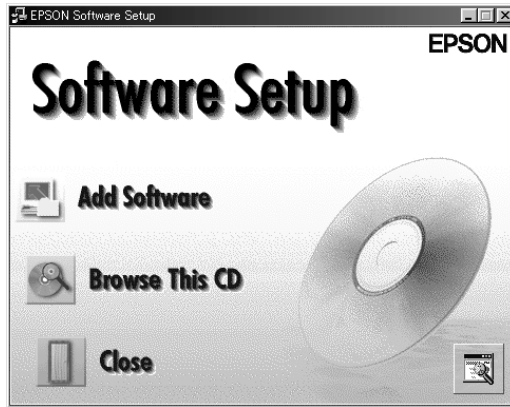 EPSON Software Setup
EPSON
Software Setup
Add Software
Browse This CD
Close